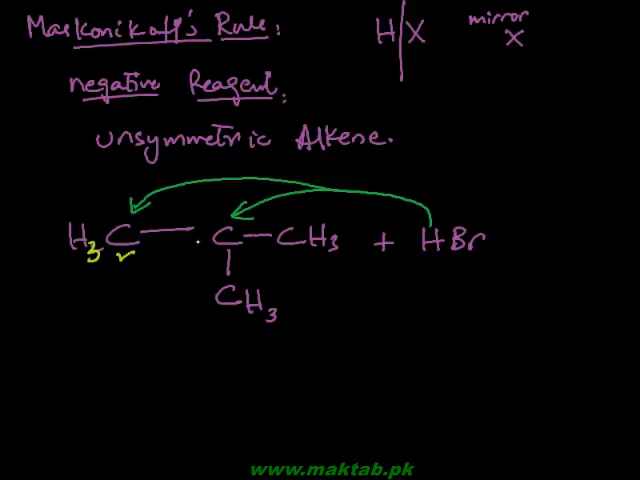 Markonikoff's Rule: H | X mirror
X
negative Reagent:
unsymmetric Alkene.
H3C — C — CH3 + HBr
CH3
www.maktab.pk